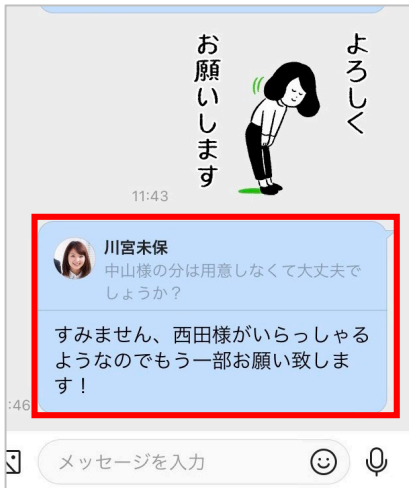 よろしく
お願いします
11:43
川宮未保
中山様の分は用意しなくて大丈夫で
しょうか？
すみません、西田様がいらっしゃる
ようなのでもう一部お願い致しま
す！
:46
メッセージを入力